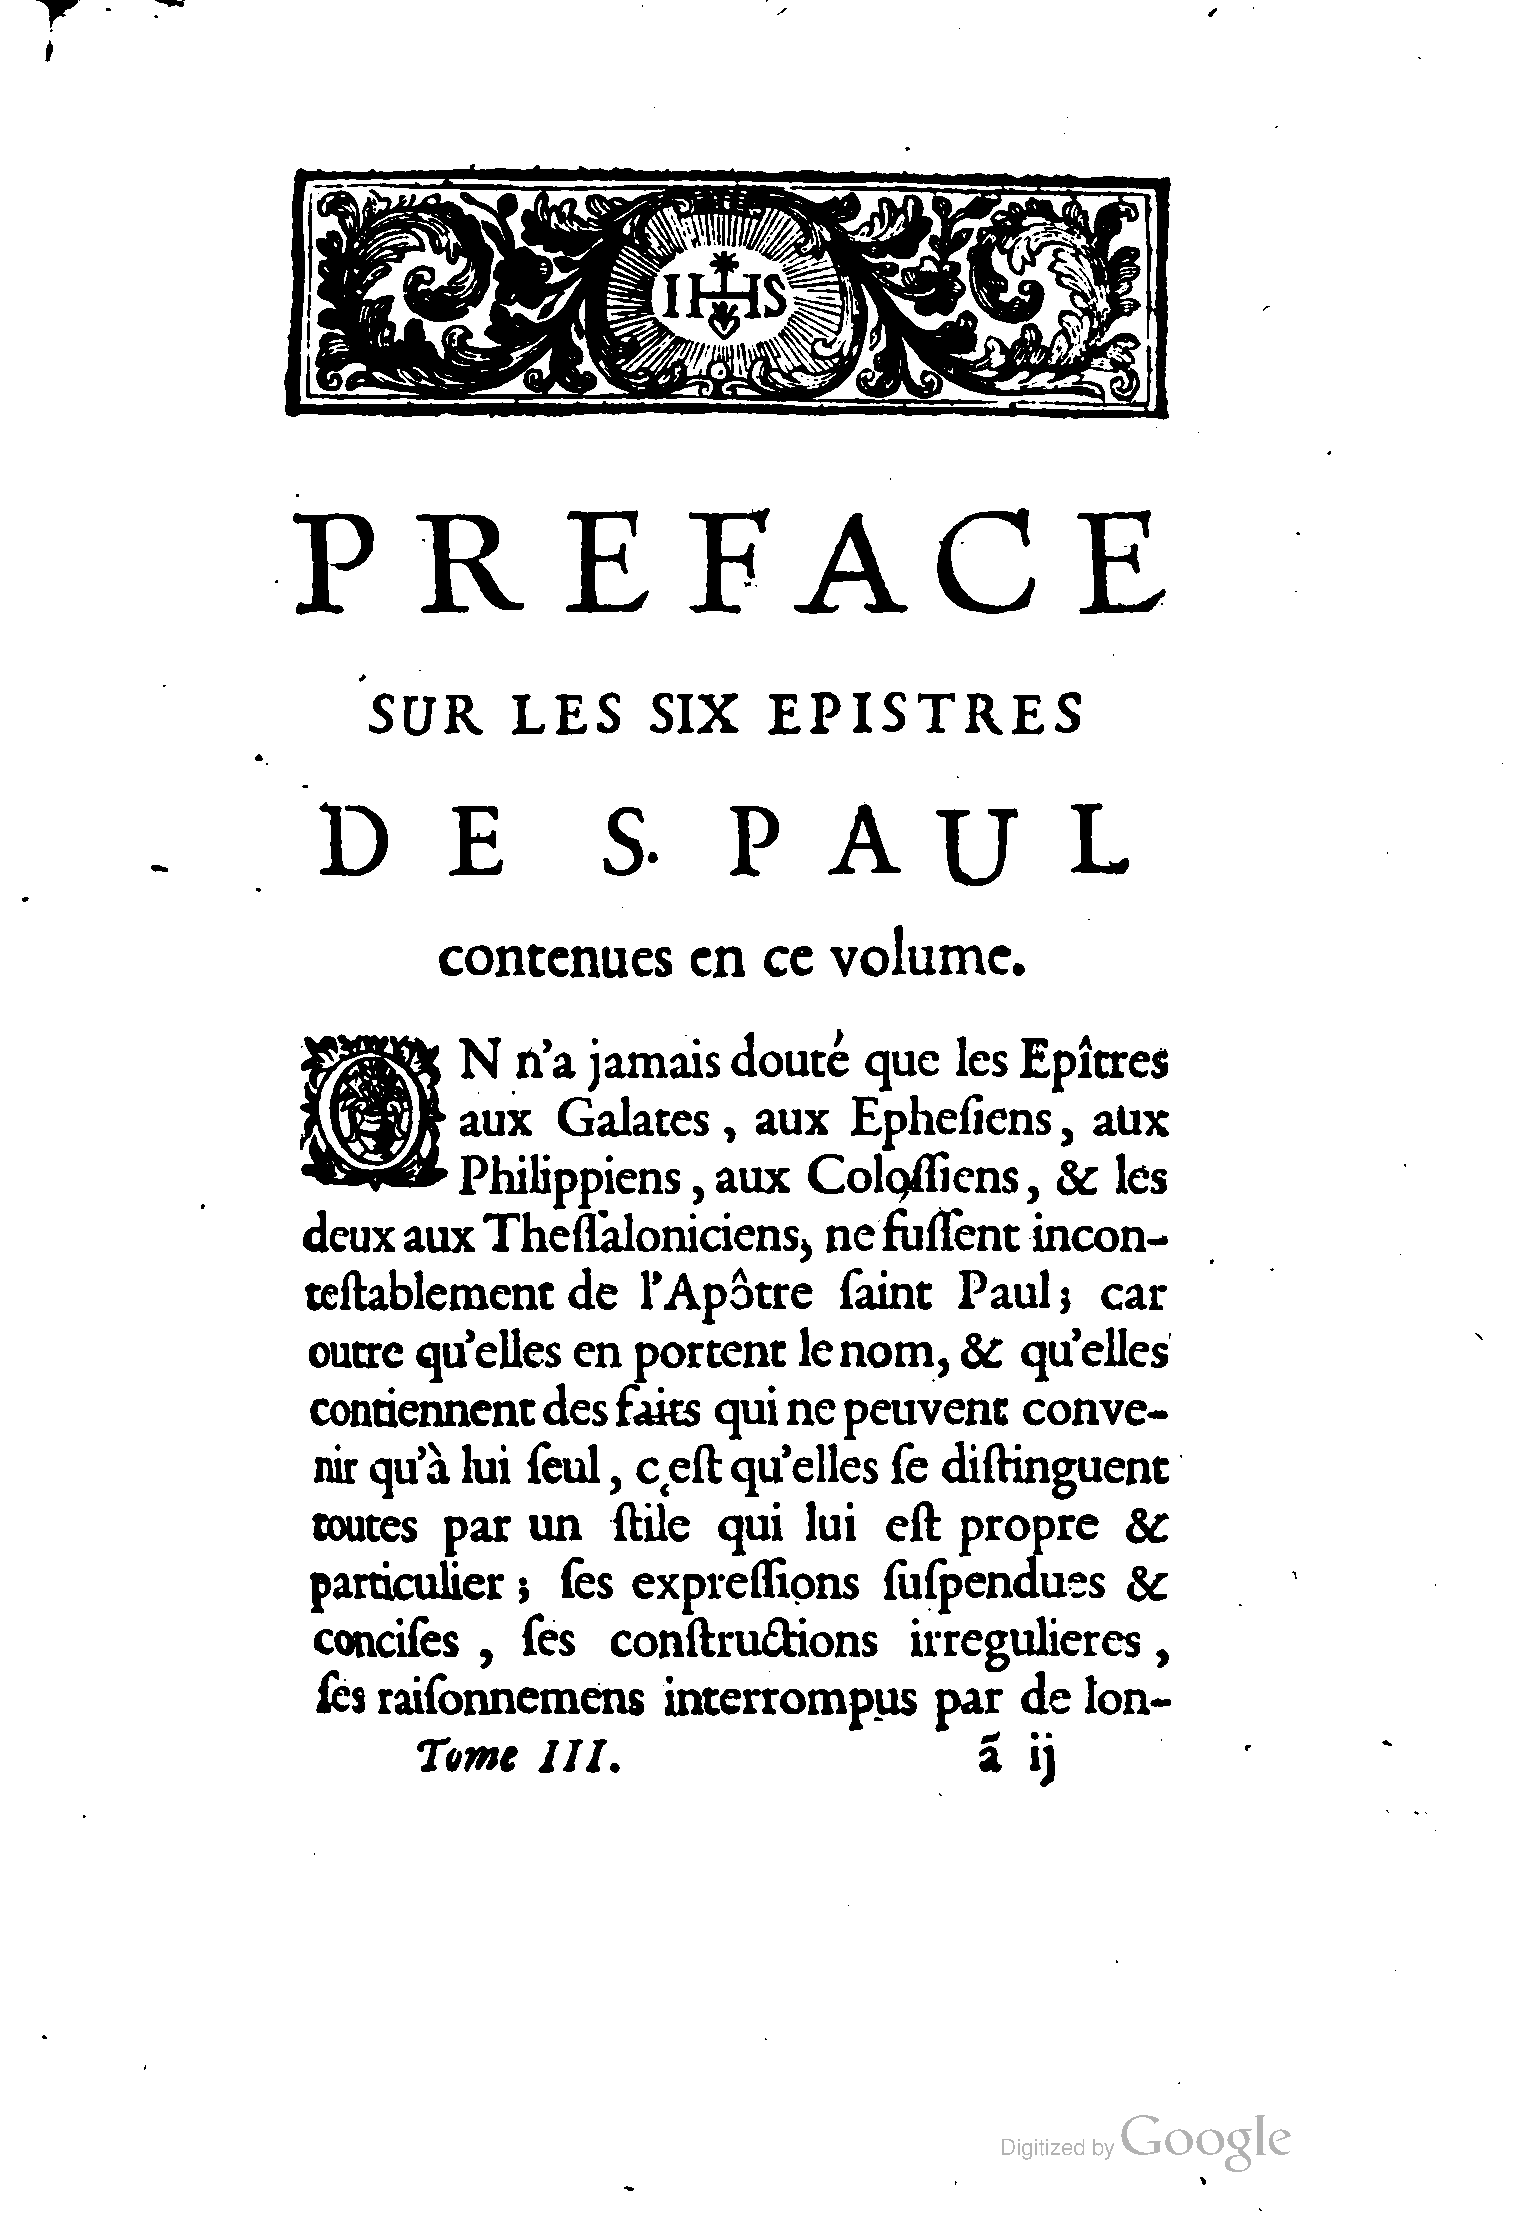 IHS
PREFACE
SUR LES SIX EPISTRES
DE S. PAUL
contenues en ce volume.
ON n'a jamais douté que les Epîtres
aux Galates, aux Epheſiens, aux
Philippiens, aux Coloſſiens, & les
deux aux Theſſaloniciens, ne fuſſent incon-
teſtablement de l'Apôtre ſaint Paul; car
outre qu'elles en portent le nom, & qu'elles
contiennent des faits qui ne peuvent conve-
nir qu'à lui ſeul, c'eſt qu'elles ſe diſtinguent
toutes par un ſtile qui lui eſt propre &
particulier; ſes expreſſions ſuſpendues &
conciſes, ſes conſtructions irregulieres,
ſes raiſonnemens interrompus par de lon-
Tome III. ã ij
Digitized by Google